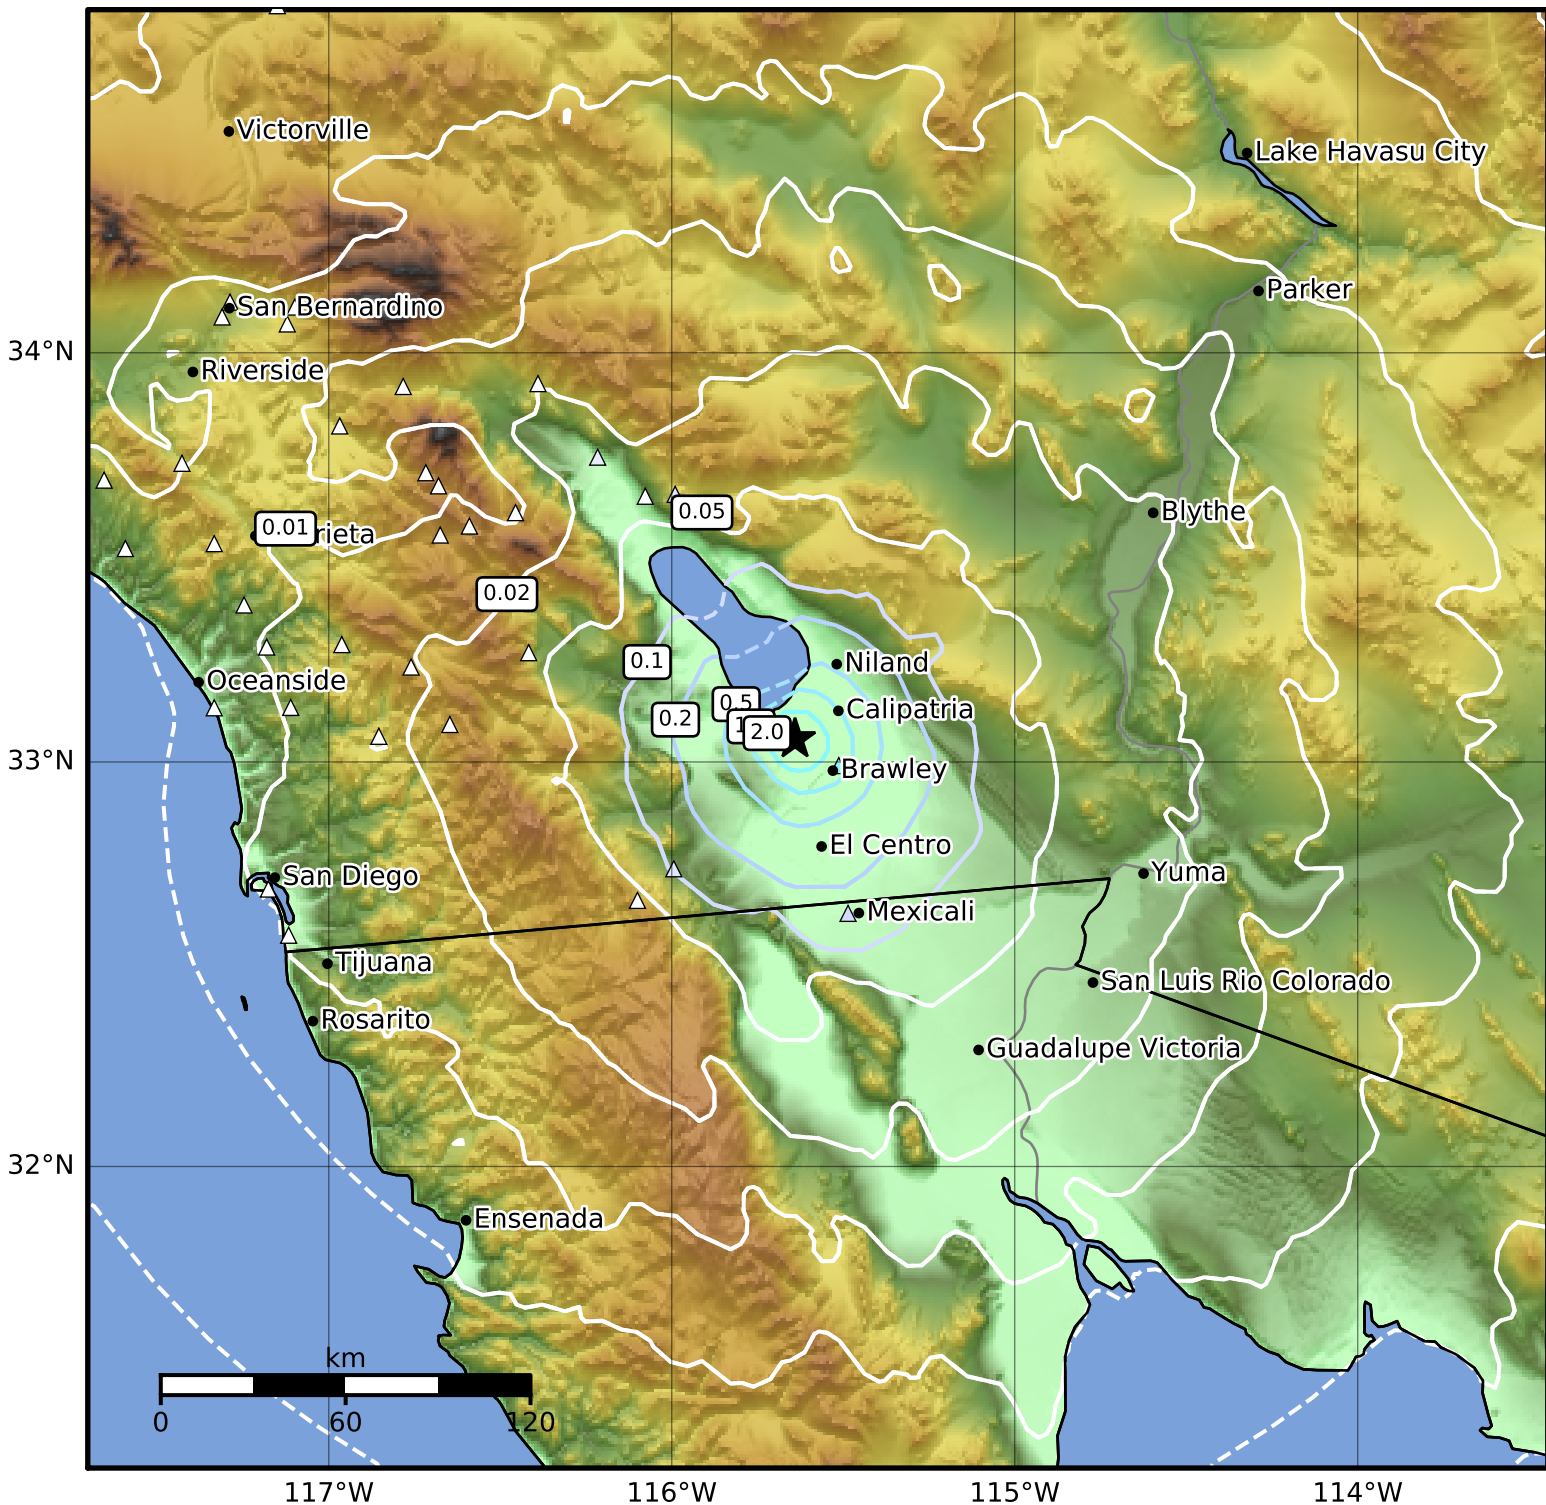 Victorville
Lake Havasu City
Parker
San Bernardino
34°N
Riverside
0.05
Blythe
0.01
rieta
0.02
0.1
Niland
Oceanside
0.5
Calipatria
0.2
2.0
33°N
Brawley
El Centro
San Diego
Yuma
Mexicali
Tijuana
San Luis Rio Colorado
Rosarito
Guadalupe Victoria
32°N
Ensenada
km
0 60 120
117°W 116°W 115°W 114°W